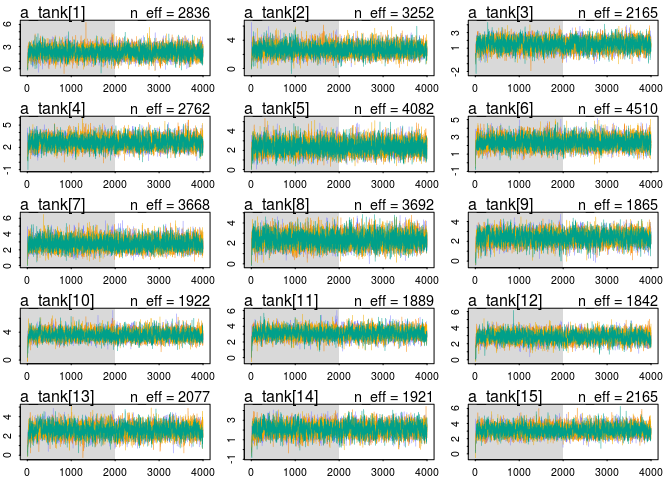 a_tank[1] n_eff = 2836 a_tank[2] n_eff = 3252 a_tank[3] n_eff = 2165
0 3 6
4 0
3 1 -2
0 1000 2000 3000 4000 0 1000 2000 3000 4000 0 1000 2000 3000 4000
a_tank[4] n_eff = 2762 a_tank[5] n_eff = 4082 a_tank[6] n_eff = 4510
5 2 -1
4 2 0
5 3 1 -1
0 1000 2000 3000 4000 0 1000 2000 3000 4000 0 1000 2000 3000 4000
a_tank[7] n_eff = 3668 a_tank[8] n_eff = 3692 a_tank[9] n_eff = 1865
6 4 2 0
4 2 0
4 2 0
0 1000 2000 3000 4000 0 1000 2000 3000 4000 0 1000 2000 3000 4000
a_tank[10] n_eff = 1922 a_tank[11] n_eff = 1889 a_tank[12] n_eff = 1842
4 0
6 4 2 0
6 4 2 0
0 1000 2000 3000 4000 0 1000 2000 3000 4000 0 1000 2000 3000 4000
a_tank[13] n_eff = 2077 a_tank[14] n_eff = 1921 a_tank[15] n_eff = 2165
4 2 0
3 1 -1
6 4 2 0
0 1000 2000 3000 4000 0 1000 2000 3000 4000 0 1000 2000 3000 4000